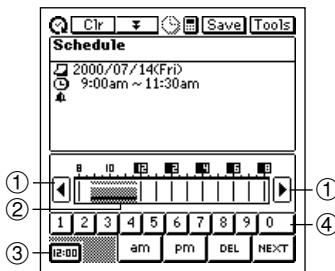 Clr Save Tools
Schedule
2000/07/14(Fri)
9:00am ~ 11:30am
8 10 12 2 4 6 8
① ①
②
1 2 3 4 5 6 7 8 9 0 ④
③ 12:00 am pm DEL NEXT